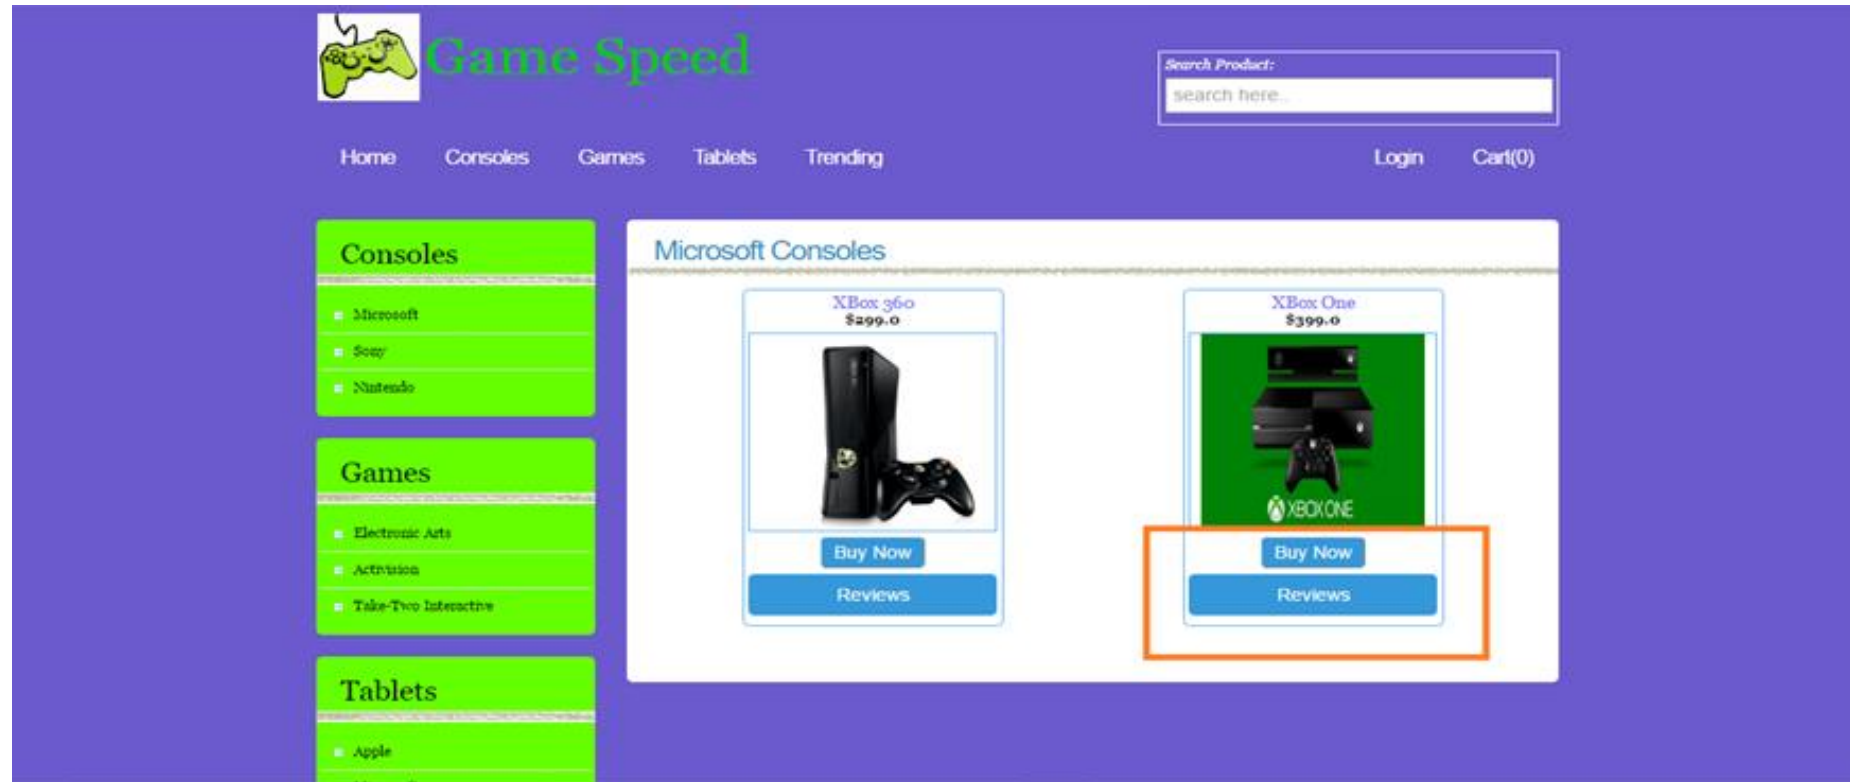 Game Speed
Search Product:
search here..
Home Consoles Games Tablets Trending Login Cart(0)
Consoles
Microsoft
Sony
Nintendo
Games
Electronic Arts
Activision
Take-Two Interactive
Tablets
Apple
Microsoft Consoles
XBox 360
$299.0
Buy Now
Reviews
XBox One
$399.0
XBOX ONE
Buy Now
Reviews